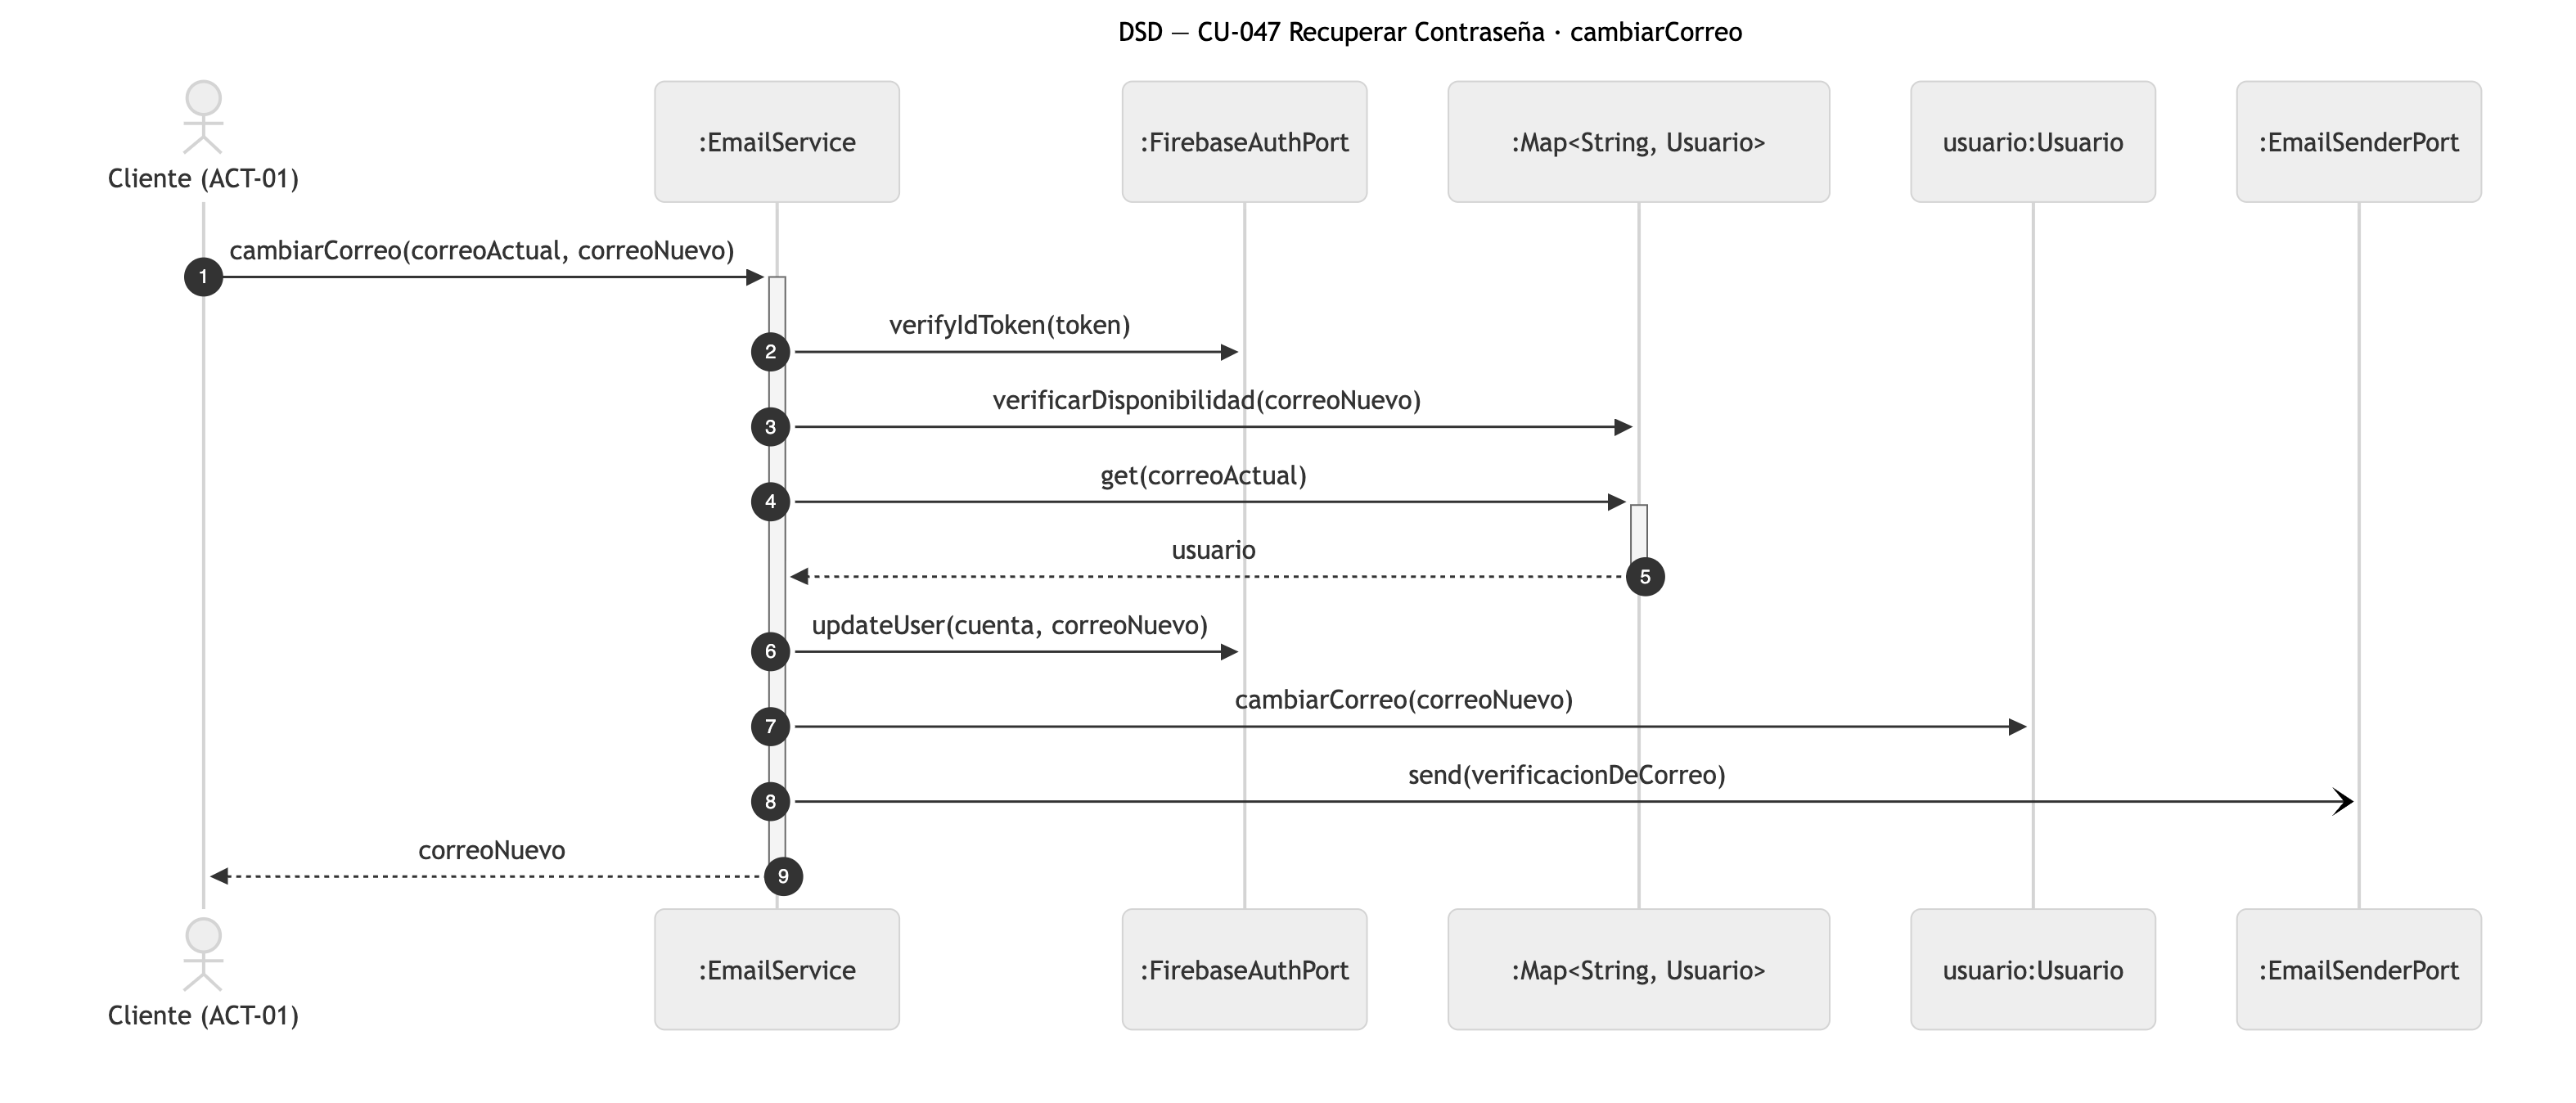 DSD — CU-047 Recuperar Contraseña · cambiarCorreo
Cliente (ACT-01)
:EmailService
:FirebaseAuthPort
:Map<String, Usuario>
usuario:Usuario
:EmailSenderPort
cambiarCorreo(correoActual, correoNuevo)
1
verifyIdToken(token)
2
verificarDisponibilidad(correoNuevo)
3
get(correoActual)
4
usuario
5
updateUser(cuenta, correoNuevo)
6
cambiarCorreo(correoNuevo)
7
send(verificacionDeCorreo)
8
correoNuevo
9
Cliente (ACT-01)
:EmailService
:FirebaseAuthPort
:Map<String, Usuario>
usuario:Usuario
:EmailSenderPort